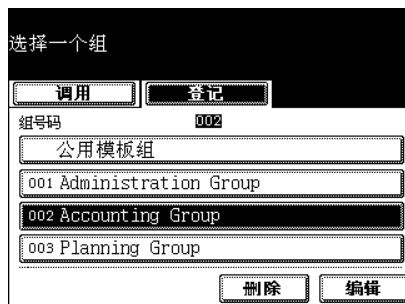 选择一个组
调用 登记
组号码 002
公用模板组
001 Administration Group
002 Accounting Group
003 Planning Group
删除 编辑